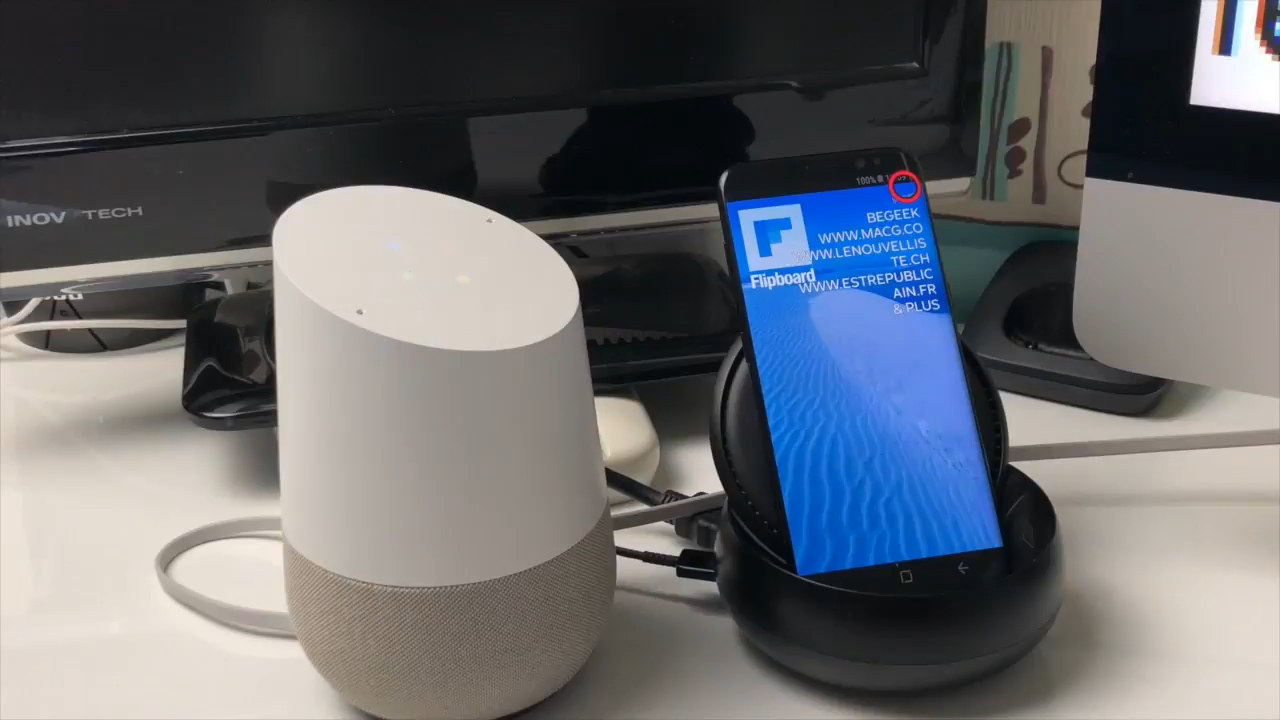 INOV TECH
100%
Flipboard
BEGEEK
WWW.MACG.CO
WWW.LENOUVELLIS
TE.CH
WWW.ESTREPUBLIC
AIN.FR
& PLUS